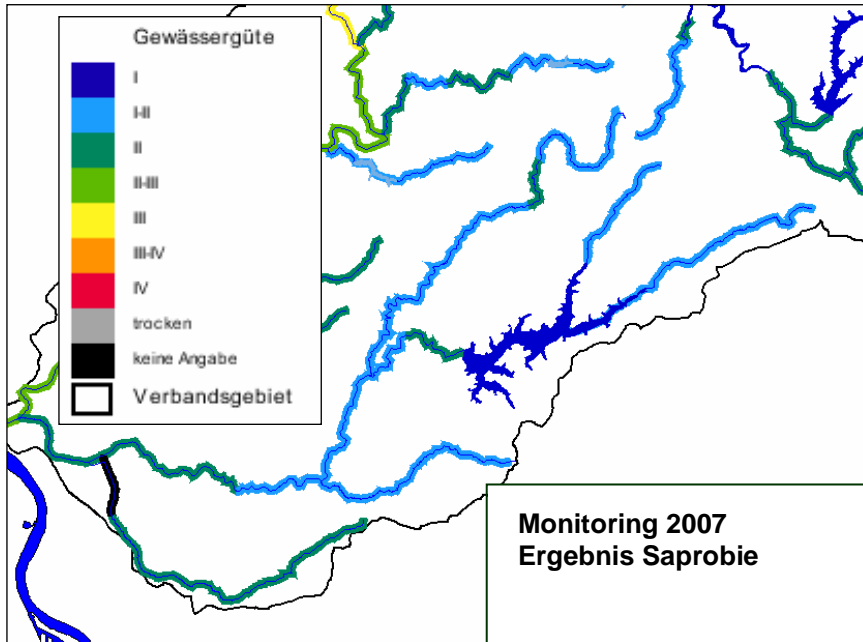 Gewässergüte
I
I-II
II
II-III
III
III-IV
IV
trocken
keine Angabe
Verbandsgebiet
Monitoring 2007
Ergebnis Saprobie